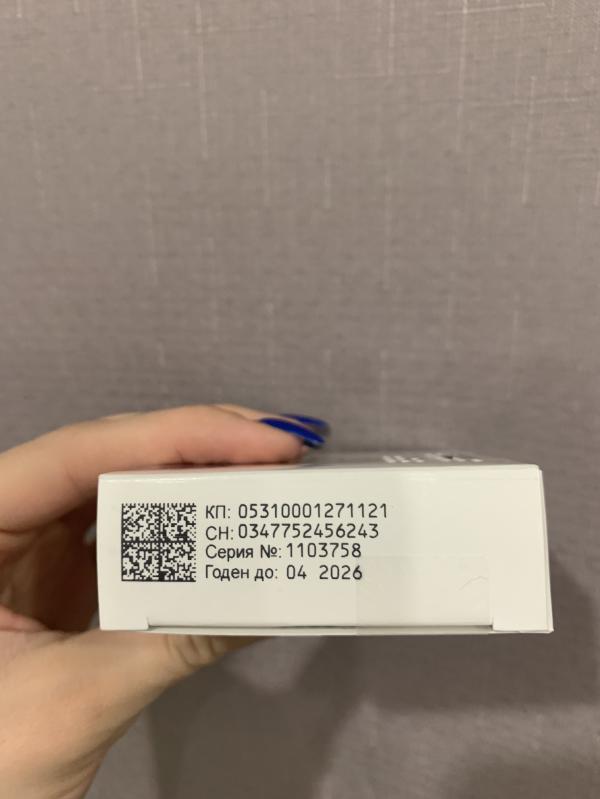 КП: 05310001271121
СН: 0347752456243
Серия №: 1103758
Годен до: 04 2026